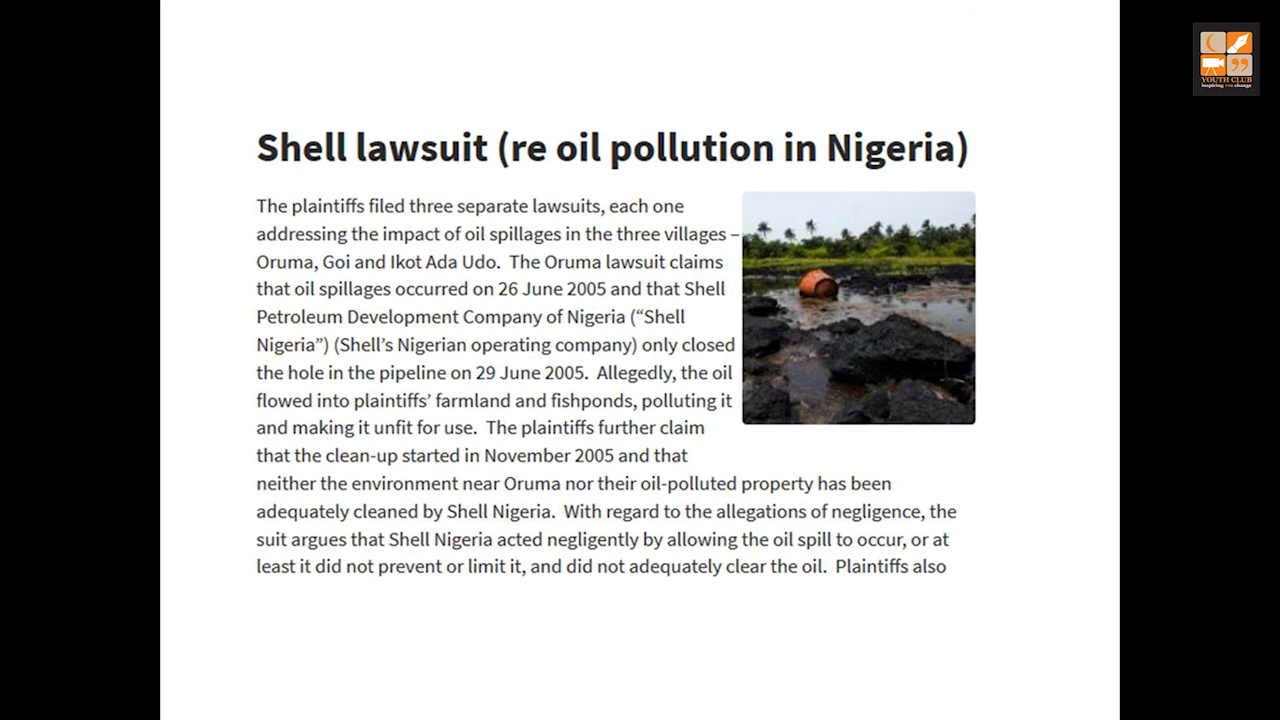 Shell lawsuit (re oil pollution in Nigeria)
The plaintiffs filed three separate lawsuits, each one
addressing the impact of oil spillages in the three villages –
Oruma, Goi and Ikot Ada Udo.  The Oruma lawsuit claims
that oil spillages occurred on 26 June 2005 and that Shell
Petroleum Development Company of Nigeria (“Shell
Nigeria”) (Shell’s Nigerian operating company) only closed
the hole in the pipeline on 29 June 2005.  Allegedly, the oil
flowed into plaintiffs’ farmland and fishponds, polluting it
and making it unfit for use.  The plaintiffs further claim
that the clean-up started in November 2005 and that
neither the environment near Oruma nor their oil-polluted property has been
adequately cleaned by Shell Nigeria.  With regard to the allegations of negligence, the
suit argues that Shell Nigeria acted negligently by allowing the oil spill to occur, or at
least it did not prevent or limit it, and did not adequately clear the oil.  Plaintiffs also
YOUTH CLUB
inspiring the change